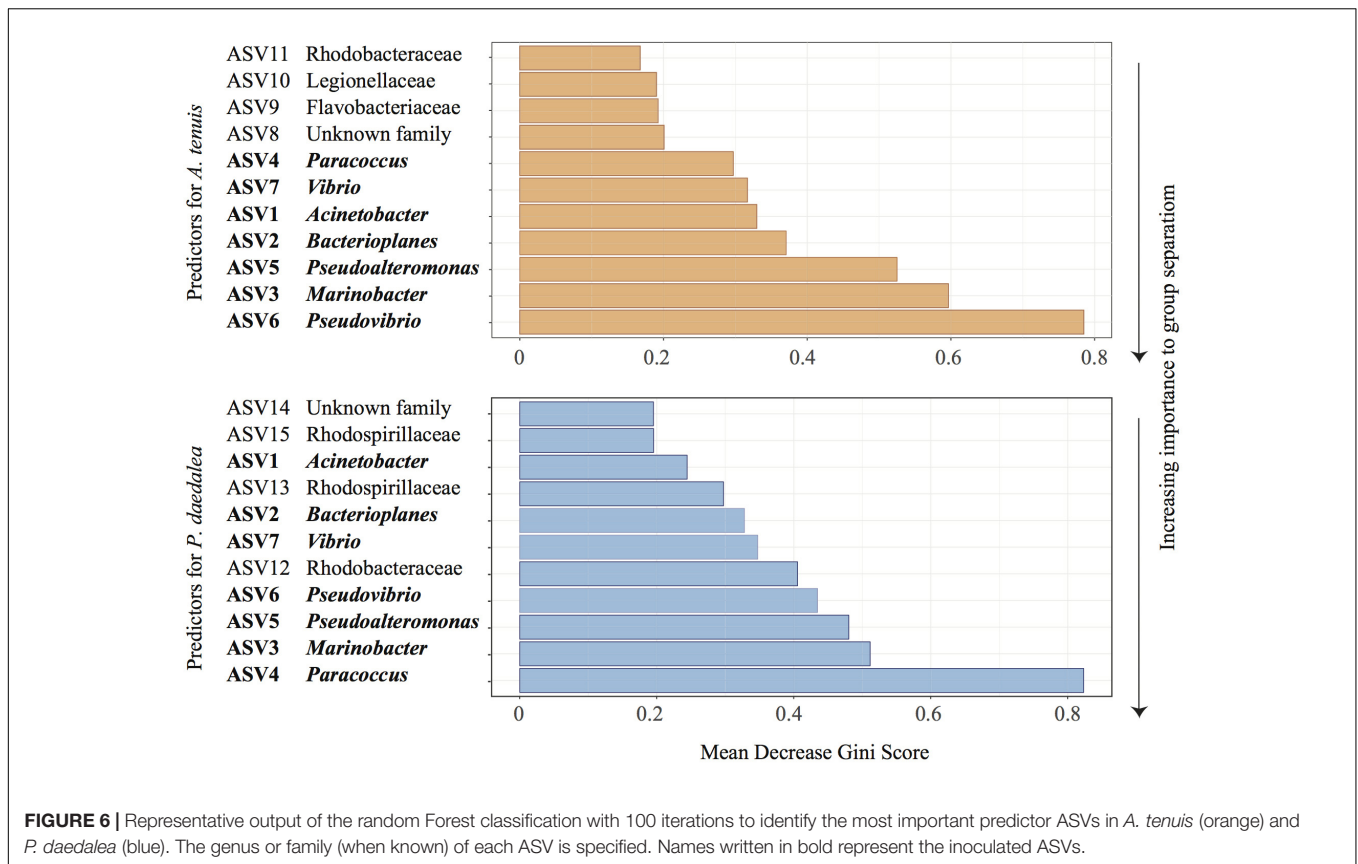 Predictors for A. tenuis
ASV11 Rhodobacteraceae
ASV10 Legionellaceae
ASV9 Flavobacteriaceae
ASV8 Unknown family
ASV4 Paracoccus
ASV7 Vibrio
ASV1 Acinetobacter
ASV2 Bacterioplanes
ASV5 Pseudoalteromonas
ASV3 Marinobacter
ASV6 Pseudovibrio
0 0.2 0.4 0.6 0.8
Predictors for P. daedalea
ASV14 Unknown family
ASV15 Rhodospirillaceae
ASV1 Acinetobacter
ASV13 Rhodospirillaceae
ASV2 Bacterioplanes
ASV7 Vibrio
ASV12 Rhodobacteraceae
ASV6 Pseudovibrio
ASV5 Pseudoalteromonas
ASV3 Marinobacter
ASV4 Paracoccus
0 0.2 0.4 0.6 0.8
Mean Decrease Gini Score
Increasing importance to group separatiom
FIGURE 6 | Representative output of the random Forest classification with 100 iterations to identify the most important predictor ASVs in A. tenuis (orange) and
P. daedalea (blue). The genus or family (when known) of each ASV is specified. Names written in bold represent the inoculated ASVs.